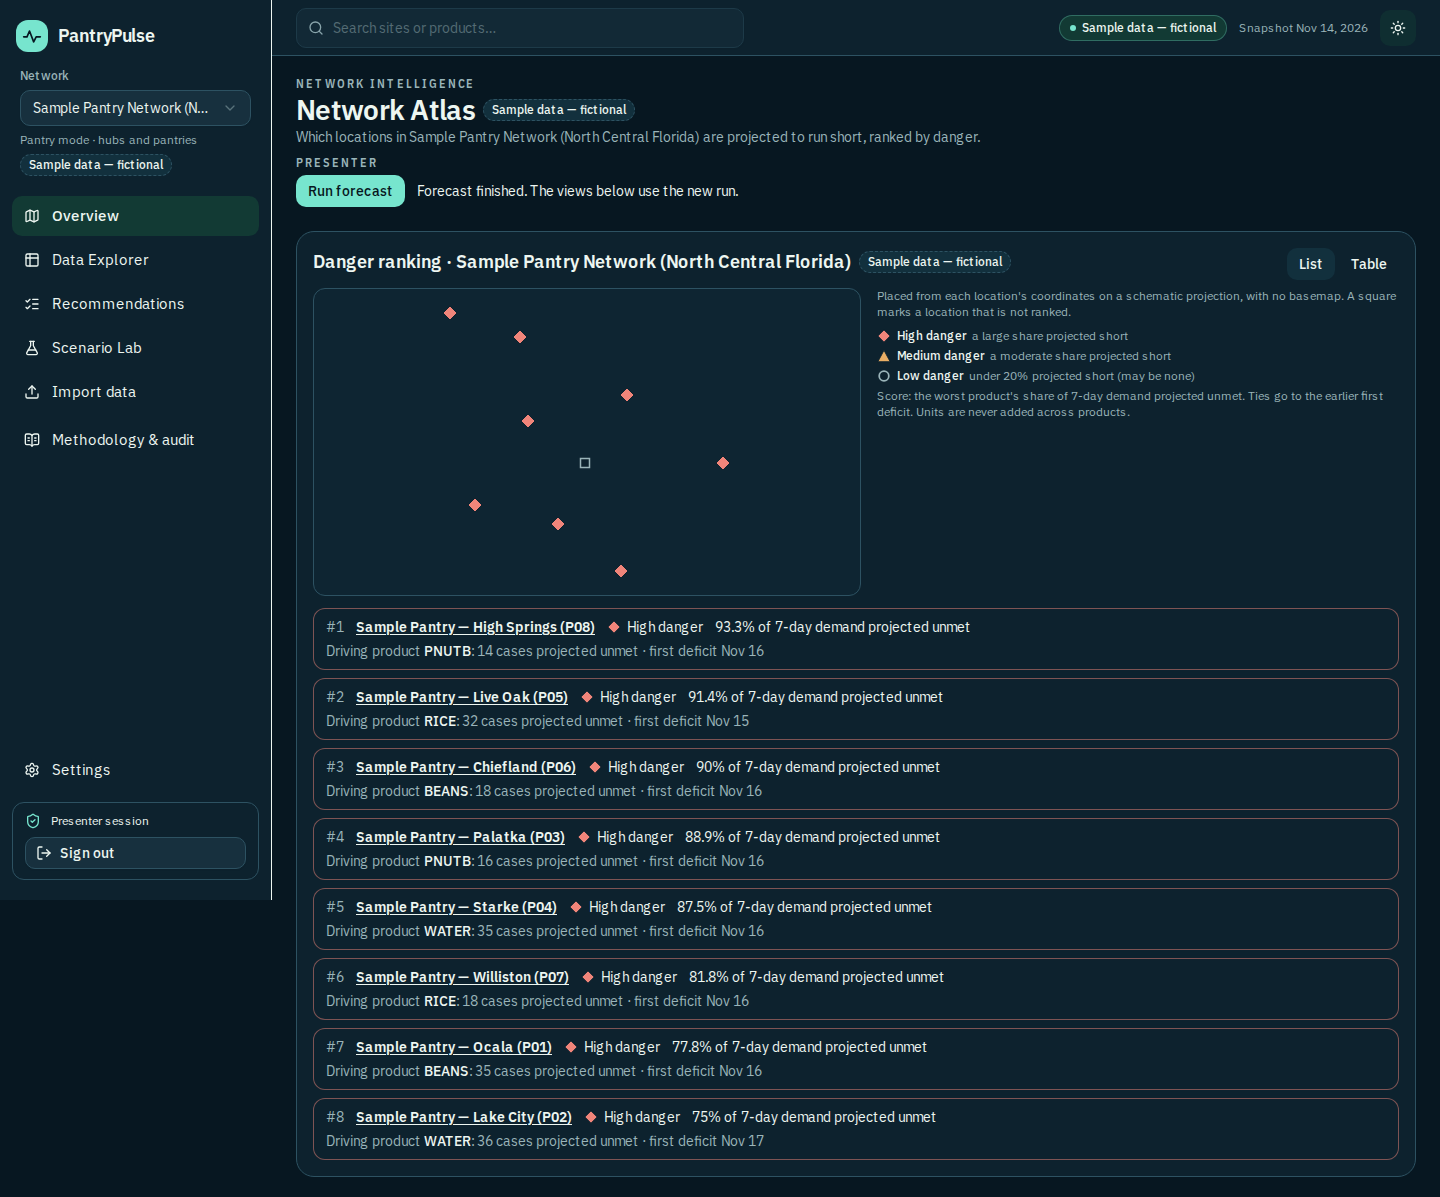 PantryPulse
Network
Sample Pantry Network (N...
Pantry mode · hubs and pantries
Sample data — fictional
Overview
Data Explorer
Recommendations
Scenario Lab
Import data
Methodology & audit
Settings
Presenter session
Sign out
Search sites or products...
Sample data — fictional
Snapshot Nov 14, 2026
NETWORK INTELLIGENCE
Network Atlas Sample data — fictional
Which locations in Sample Pantry Network (North Central Florida) are projected to run short, ranked by danger.
PRESENTER
Run forecast Forecast finished. The views below use the new run.
Danger ranking · Sample Pantry Network (North Central Florida) Sample data — fictional
List Table
Placed from each location's coordinates on a schematic projection, with no basemap. A square
marks a location that is not ranked.
High danger a large share projected short
Medium danger a moderate share projected short
Low danger under 20% projected short (may be none)
Score: the worst product's share of 7-day demand projected unmet. Ties go to the earlier first
deficit. Units are never added across products.
#1 Sample Pantry — High Springs (P08) High danger 93.3% of 7-day demand projected unmet
Driving product PNUTB: 14 cases projected unmet · first deficit Nov 16
#2 Sample Pantry — Live Oak (P05) High danger 91.4% of 7-day demand projected unmet
Driving product RICE: 32 cases projected unmet · first deficit Nov 15
#3 Sample Pantry — Chiefland (P06) High danger 90% of 7-day demand projected unmet
Driving product BEANS: 18 cases projected unmet · first deficit Nov 16
#4 Sample Pantry — Palatka (P03) High danger 88.9% of 7-day demand projected unmet
Driving product PNUTB: 16 cases projected unmet · first deficit Nov 16
#5 Sample Pantry — Starke (P04) High danger 87.5% of 7-day demand projected unmet
Driving product WATER: 35 cases projected unmet · first deficit Nov 16
#6 Sample Pantry — Williston (P07) High danger 81.8% of 7-day demand projected unmet
Driving product RICE: 18 cases projected unmet · first deficit Nov 16
#7 Sample Pantry — Ocala (P01) High danger 77.8% of 7-day demand projected unmet
Driving product BEANS: 35 cases projected unmet · first deficit Nov 16
#8 Sample Pantry — Lake City (P02) High danger 75% of 7-day demand projected unmet
Driving product WATER: 36 cases projected unmet · first deficit Nov 17